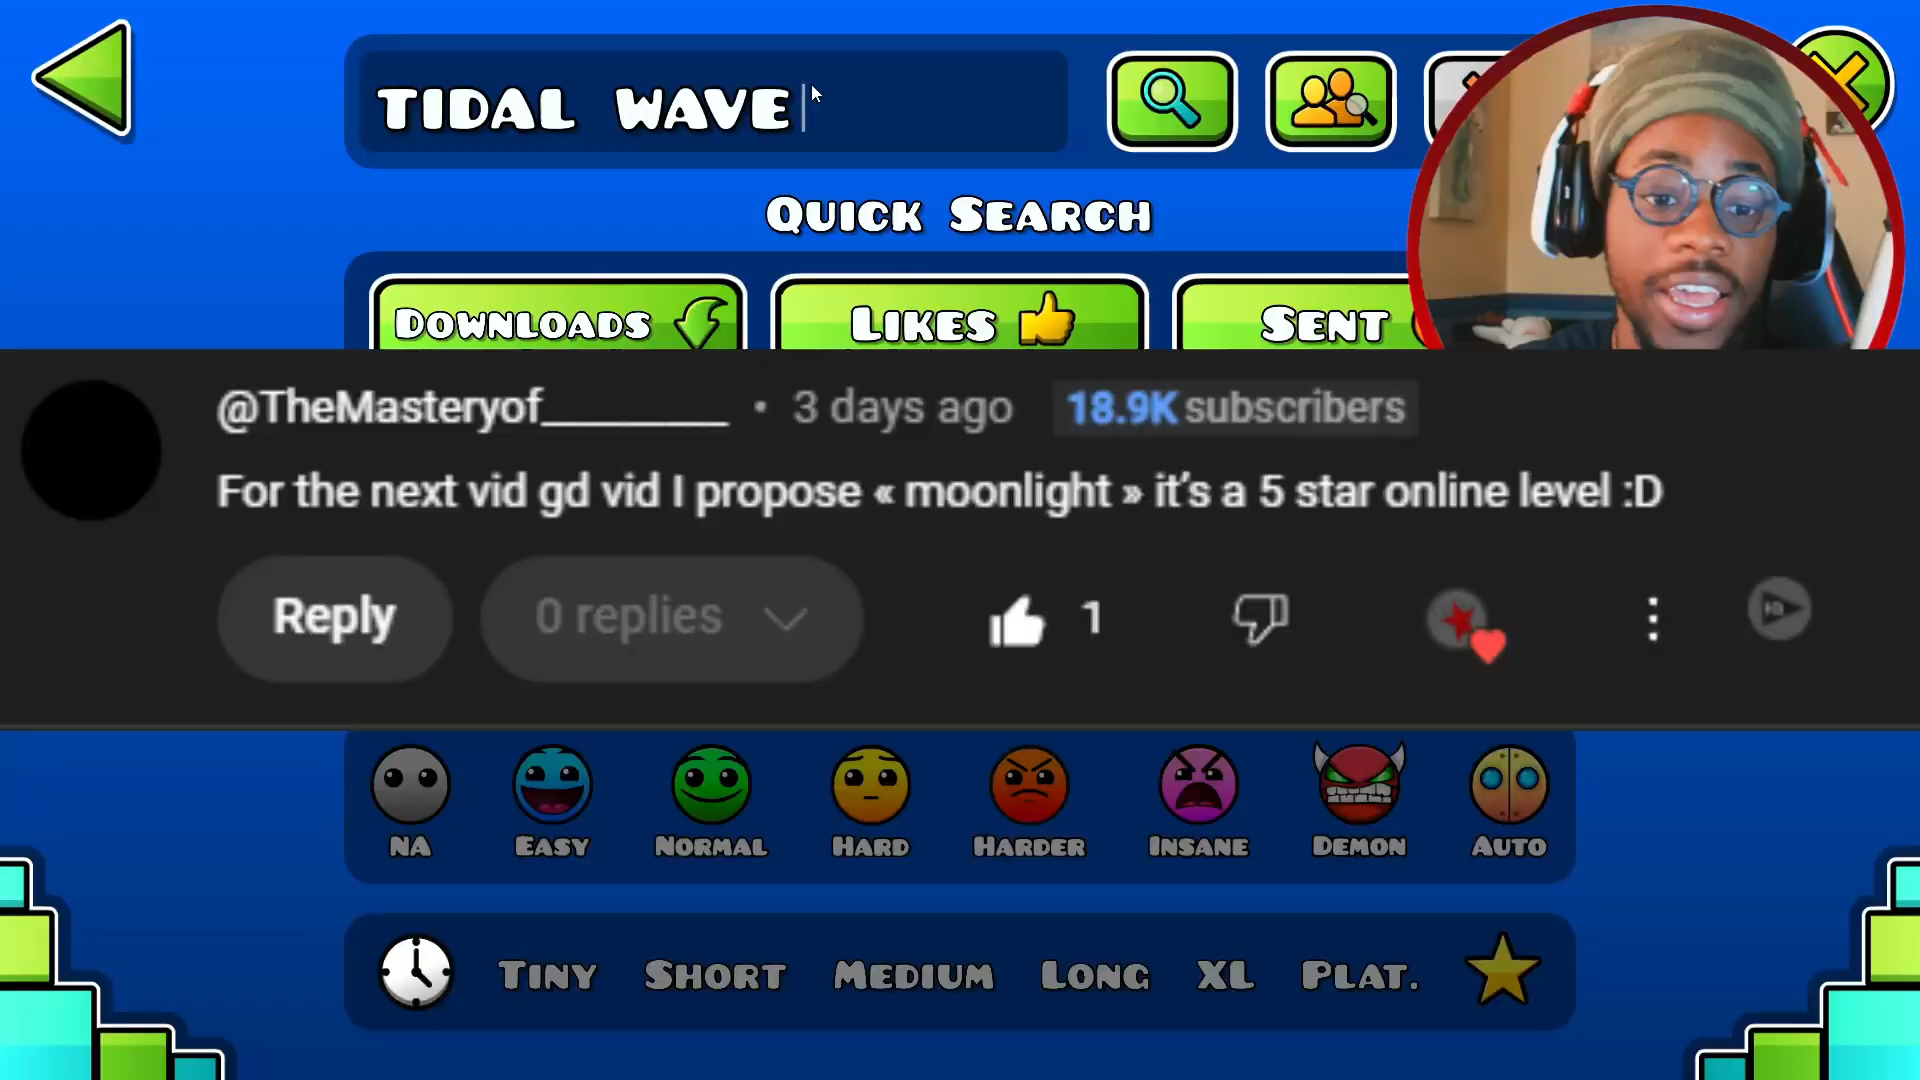 TIDAL WAVE
QUICK SEARCH
DOWNLOADS LIKES SENT
@TheMasteryof_________ · 3 days ago 18.9K subscribers
For the next vid gd vid I propose « moonlight » it's a 5 star online level :D
Reply 0 replies 1
NA EASY NORMAL HARD HARDER INSANE DEMON AUTO
TINY SHORT MEDIUM LONG XL PLAT.